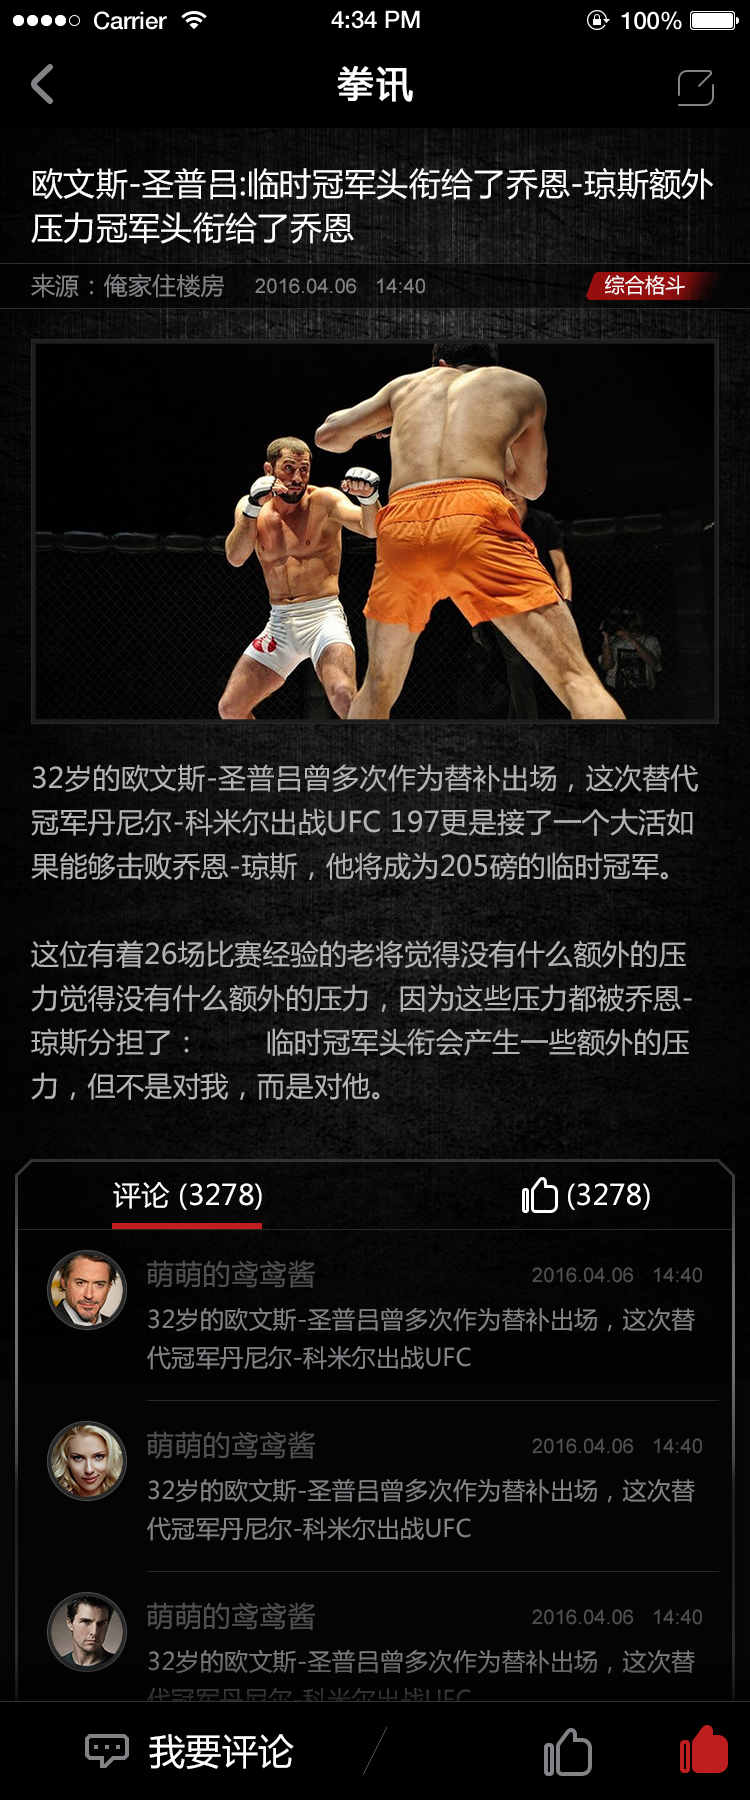 Carrier 4:34 PM 100%
拳讯
欧文斯-圣普吕:临时冠军头衔给了乔恩-琼斯额外
压力冠军头衔给了乔恩
来源：俺家住楼房 2016.04.06 14:40 综合格斗
32岁的欧文斯-圣普吕曾多次作为替补出场，这次替代
冠军丹尼尔-科米尔出战UFC 197更是接了一个大活如
果能够击败乔恩-琼斯，他将成为205磅的临时冠军。
这位有着26场比赛经验的老将觉得没有什么额外的压
力觉得没有什么额外的压力，因为这些压力都被乔恩-
琼斯分担了： 临时冠军头衔会产生一些额外的压
力，但不是对我，而是对他。
评论 (3278) (3278)
萌萌的鸢鸢酱 2016.04.06 14:40
32岁的欧文斯-圣普吕曾多次作为替补出场，这次替
代冠军丹尼尔-科米尔出战UFC
萌萌的鸢鸢酱 2016.04.06 14:40
32岁的欧文斯-圣普吕曾多次作为替补出场，这次替
代冠军丹尼尔-科米尔出战UFC
萌萌的鸢鸢酱 2016.04.06 14:40
32岁的欧文斯-圣普吕曾多次作为替补出场，这次替
代冠军丹尼尔-科米尔出战UFC
我要评论